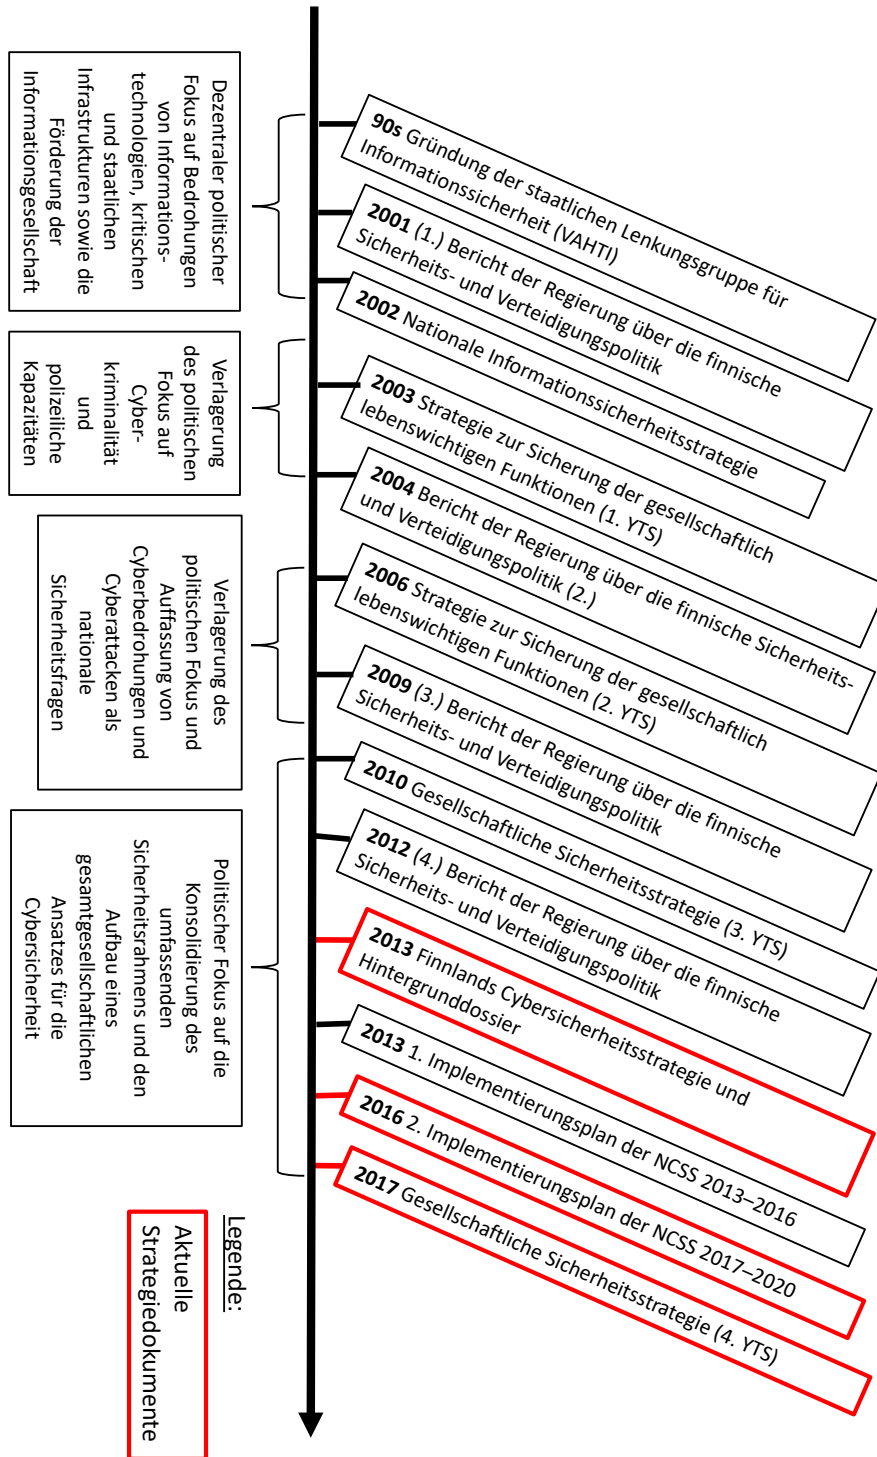 90s Gründung der staatlichen Lenkungsgruppe für
Informationssicherheit (VAHTI)
2001 (1.) Bericht der Regierung über die finnische
Sicherheits- und Verteidigungspolitik
2002 Nationale Informationssicherheitsstrategie
2003 Strategie zur Sicherung der gesellschaftlich
lebenswichtigen Funktionen (1. YTS)
2004 Bericht der Regierung über die finnische Sicherheits-
und Verteidigungspolitik (2.)
2006 Strategie zur Sicherung der gesellschaftlich
lebenswichtigen Funktionen (2. YTS)
2009 (3.) Bericht der Regierung über die finnische
Sicherheits- und Verteidigungspolitik
2010 Gesellschaftliche Sicherheitsstrategie (3. YTS)
2012 (4.) Bericht der Regierung über die finnische
Sicherheits- und Verteidigungspolitik
2013 Finnlands Cybersicherheitsstrategie und
Hintergrunddossier
2013 1. Implementierungsplan der NCSS 2013–2016
2016 2. Implementierungsplan der NCSS 2017–2020
2017 Gesellschaftliche Sicherheitsstrategie (4. YTS)
Dezentraler politischer
Fokus auf Bedrohungen
von Informations-
technologien, kritischen
und staatlichen
Infrastrukturen sowie die
Förderung der
Informationsgesellschaft
Verlagerung
des politischen
Fokus auf
Cyber-
kriminalität
und
polizeiliche
Kapazitäten
Verlagerung des
politischen Fokus und
Auffassung von
Cyberbedrohungen und
Cyberattacken als
nationale
Sicherheitsfragen
Politischer Fokus auf die
Konsolidierung des
umfassenden
Sicherheitsrahmens und den
Aufbau eines
gesamtgesellschaftlichen
Ansatzes für die
Cybersicherheit
Legende:
Aktuelle
Strategiedokumente